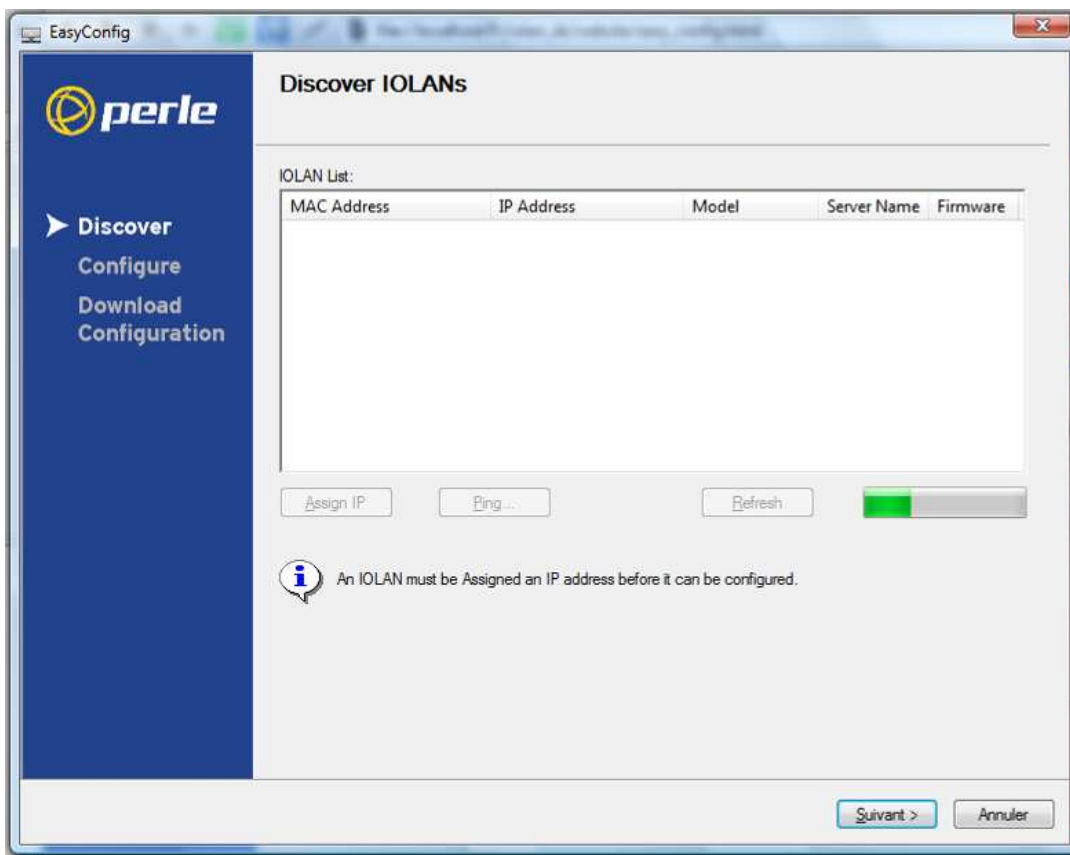 EasyConfig
perle
Discover IOLANs
Discover
Configure
Download
Configuration
IOLAN List:
MAC Address IP Address Model Server Name Firmware
Assign IP Ping... Refresh
An IOLAN must be Assigned an IP address before it can be configured.
Suivant > Annuler